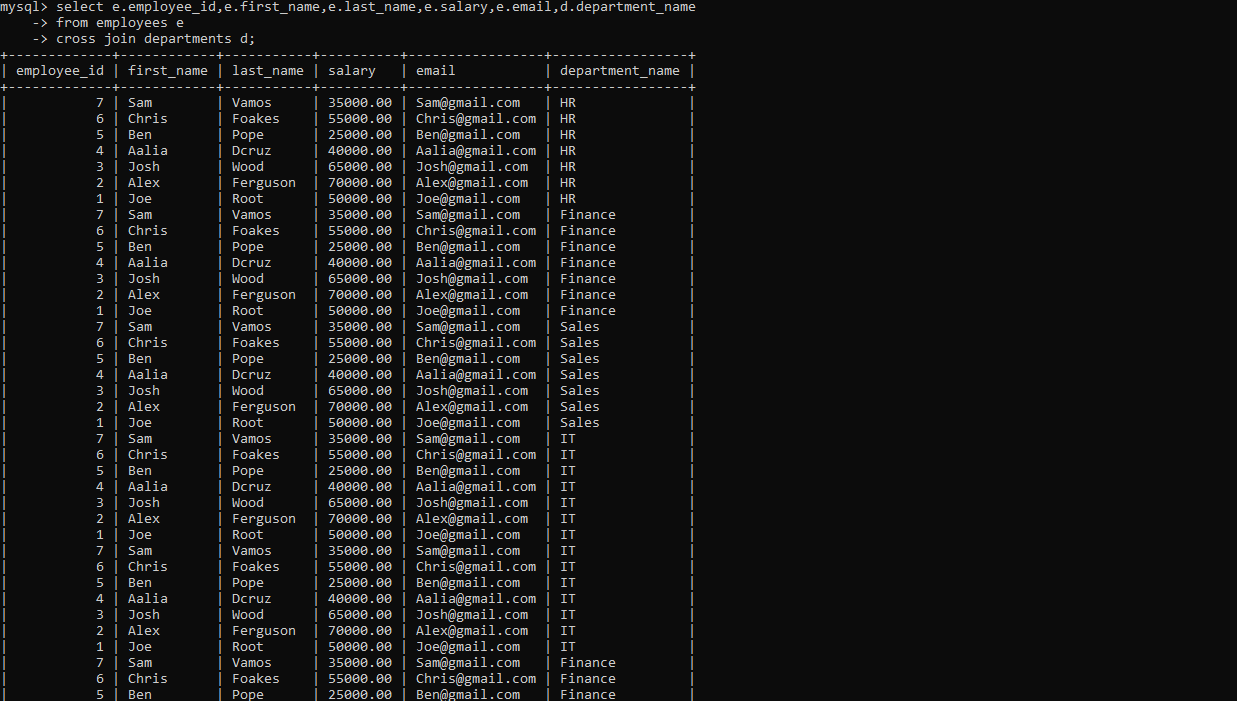 mysql> select e.employee_id,e.first_name,e.last_name,e.salary,e.email,d.department_name
    -> from employees e
    -> cross join departments d;
+-------------+------------+-----------+----------+-----------------+-----------------+
| employee_id | first_name | last_name | salary   | email           | department_name |
+-------------+------------+-----------+----------+-----------------+-----------------+
|           7 | Sam        | Vamos     | 35000.00 | Sam@gmail.com   | HR              |
|           6 | Chris      | Foakes    | 55000.00 | Chris@gmail.com | HR              |
|           5 | Ben        | Pope      | 25000.00 | Ben@gmail.com   | HR              |
|           4 | Aalia      | Dcruz     | 40000.00 | Aalia@gmail.com | HR              |
|           3 | Josh       | Wood      | 65000.00 | Josh@gmail.com  | HR              |
|           2 | Alex       | Ferguson  | 70000.00 | Alex@gmail.com  | HR              |
|           1 | Joe        | Root      | 50000.00 | Joe@gmail.com   | HR              |
|           7 | Sam        | Vamos     | 35000.00 | Sam@gmail.com   | Finance         |
|           6 | Chris      | Foakes    | 55000.00 | Chris@gmail.com | Finance         |
|           5 | Ben        | Pope      | 25000.00 | Ben@gmail.com   | Finance         |
|           4 | Aalia      | Dcruz     | 40000.00 | Aalia@gmail.com | Finance         |
|           3 | Josh       | Wood      | 65000.00 | Josh@gmail.com  | Finance         |
|           2 | Alex       | Ferguson  | 70000.00 | Alex@gmail.com  | Finance         |
|           1 | Joe        | Root      | 50000.00 | Joe@gmail.com   | Finance         |
|           7 | Sam        | Vamos     | 35000.00 | Sam@gmail.com   | Sales           |
|           6 | Chris      | Foakes    | 55000.00 | Chris@gmail.com | Sales           |
|           5 | Ben        | Pope      | 25000.00 | Ben@gmail.com   | Sales           |
|           4 | Aalia      | Dcruz     | 40000.00 | Aalia@gmail.com | Sales           |
|           3 | Josh       | Wood      | 65000.00 | Josh@gmail.com  | Sales           |
|           2 | Alex       | Ferguson  | 70000.00 | Alex@gmail.com  | Sales           |
|           1 | Joe        | Root      | 50000.00 | Joe@gmail.com   | Sales           |
|           7 | Sam        | Vamos     | 35000.00 | Sam@gmail.com   | IT              |
|           6 | Chris      | Foakes    | 55000.00 | Chris@gmail.com | IT              |
|           5 | Ben        | Pope      | 25000.00 | Ben@gmail.com   | IT              |
|           4 | Aalia      | Dcruz     | 40000.00 | Aalia@gmail.com | IT              |
|           3 | Josh       | Wood      | 65000.00 | Josh@gmail.com  | IT              |
|           2 | Alex       | Ferguson  | 70000.00 | Alex@gmail.com  | IT              |
|           1 | Joe        | Root      | 50000.00 | Joe@gmail.com   | IT              |
|           7 | Sam        | Vamos     | 35000.00 | Sam@gmail.com   | IT              |
|           6 | Chris      | Foakes    | 55000.00 | Chris@gmail.com | IT              |
|           5 | Ben        | Pope      | 25000.00 | Ben@gmail.com   | IT              |
|           4 | Aalia      | Dcruz     | 40000.00 | Aalia@gmail.com | IT              |
|           3 | Josh       | Wood      | 65000.00 | Josh@gmail.com  | IT              |
|           2 | Alex       | Ferguson  | 70000.00 | Alex@gmail.com  | IT              |
|           1 | Joe        | Root      | 50000.00 | Joe@gmail.com   | IT              |
|           7 | Sam        | Vamos     | 35000.00 | Sam@gmail.com   | Finance         |
|           6 | Chris      | Foakes    | 55000.00 | Chris@gmail.com | Finance         |
|           5 | Ben        | Pope      | 25000.00 | Ben@gmail.com   | Finance         |